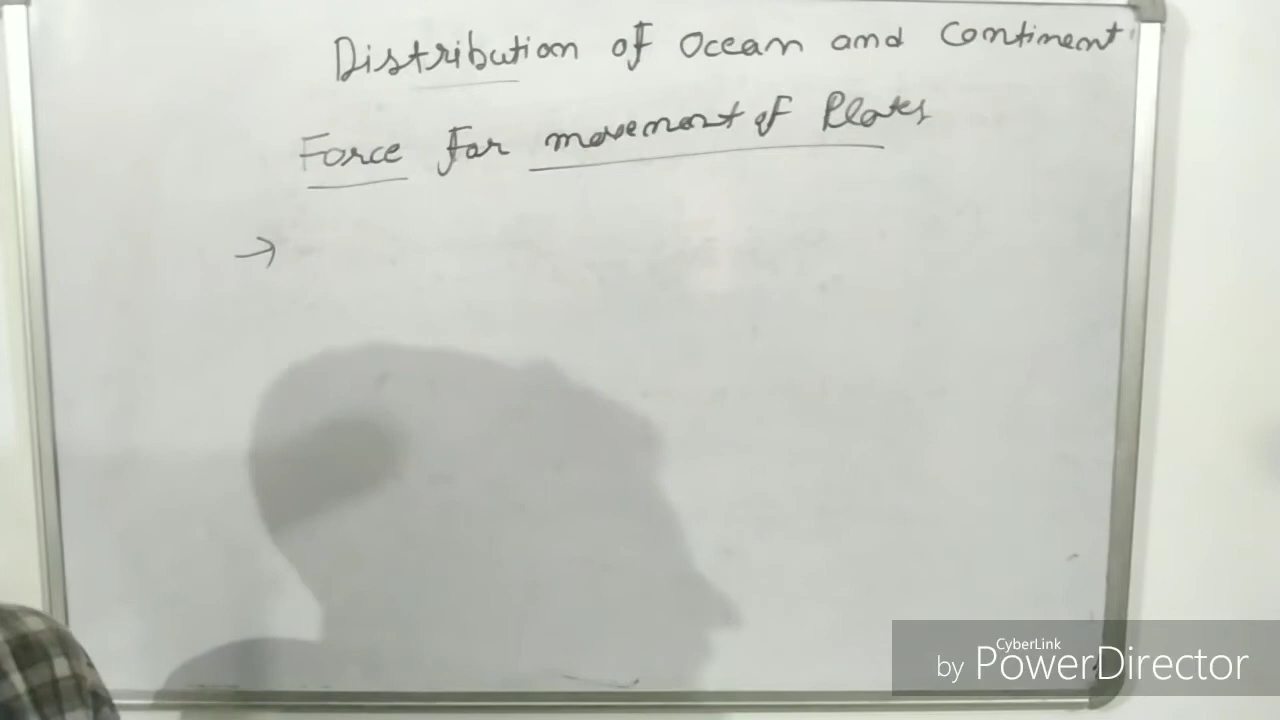 Distribution of Ocean and Continent
Force for movement of Plates
→
CyberLink
by PowerDirector